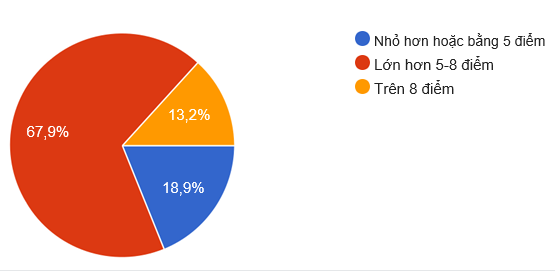 Nhỏ hơn hoặc bằng 5 điểm
Lớn hơn 5-8 điểm
Trên 8 điểm
13,2%
67,9%
18,9%